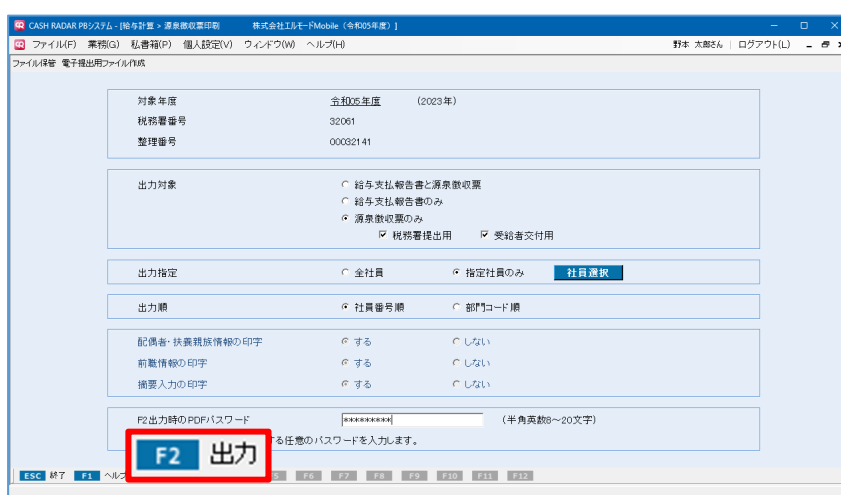 CASH RADAR PBシステム - [給与計算 > 源泉徴収票印刷 株式会社エルモードMobile（令和05年度）]
ファイル(F) 業務(G) 私書箱(P) 個人設定(V) ウィンドウ(W) ヘルプ(H) 野本 太郎さん ログアウト(L)
ファイル保管 電子提出用ファイル作成
対象年度 令和05年度 (2023年)
税務署番号 32061
整理番号 00032141
出力対象 給与支払報告書と源泉徴収票
給与支払報告書のみ
源泉徴収票のみ
税務署提出用 受給者交付用
出力指定 全社員 指定社員のみ 社員選択
出力順 社員番号順 部門コード順
配偶者・扶養親族情報の印字 する しない
前職情報の印字 する しない
摘要入力の印字 する しない
F2出力時のPDFパスワード ********* (半角英数8～20文字)
する任意のパスワードを入力します。
F2 出力
ESC 終了 F1 ヘルプ F6 F7 F8 F9 F10 F11 F12